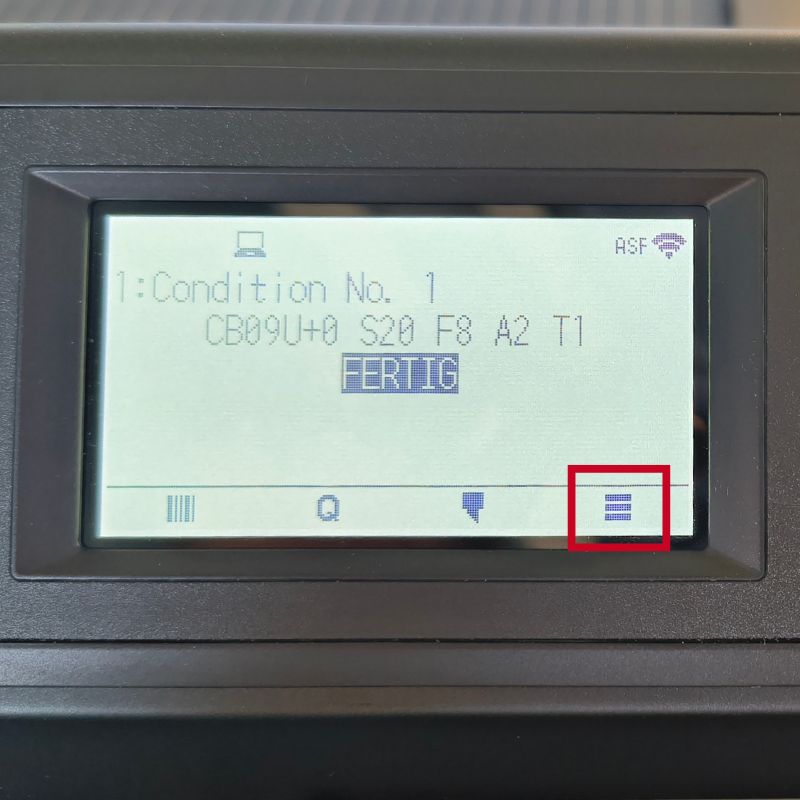 ASF
1:Condition No. 1
CB09U+0 S20 F8 A2 T1
FERTIG
Q